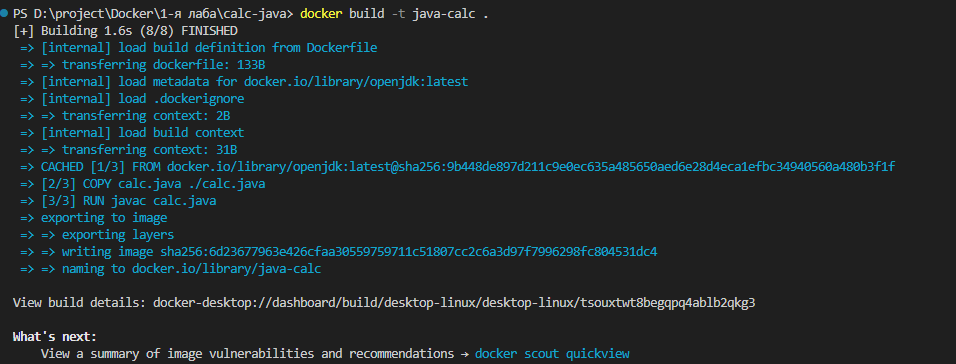 PS D:\project\Docker\1-я лаба\calc-java> docker build -t java-calc .
[+] Building 1.6s (8/8) FINISHED
=> [internal] load build definition from Dockerfile
=> => transferring dockerfile: 133B
=> [internal] load metadata for docker.io/library/openjdk:latest
=> [internal] load .dockerignore
=> => transferring context: 2B
=> [internal] load build context
=> => transferring context: 31B
=> CACHED [1/3] FROM docker.io/library/openjdk:latest@sha256:9b448de897d211c9e0ec635a485650aed6e28d4eca1efbc34940560a480b3f1f
=> [2/3] COPY calc.java ./calc.java
=> [3/3] RUN javac calc.java
=> exporting to image
=> => exporting layers
=> => writing image sha256:6d23677963e426cfaa30559759711c51807cc2c6a3d97f7996298fc804531dc4
=> => naming to docker.io/library/java-calc
View build details: docker-desktop://dashboard/build/desktop-linux/desktop-linux/tsouxtwt8begqpq4ablb2qkg3
What's next:
View a summary of image vulnerabilities and recommendations → docker scout quickview